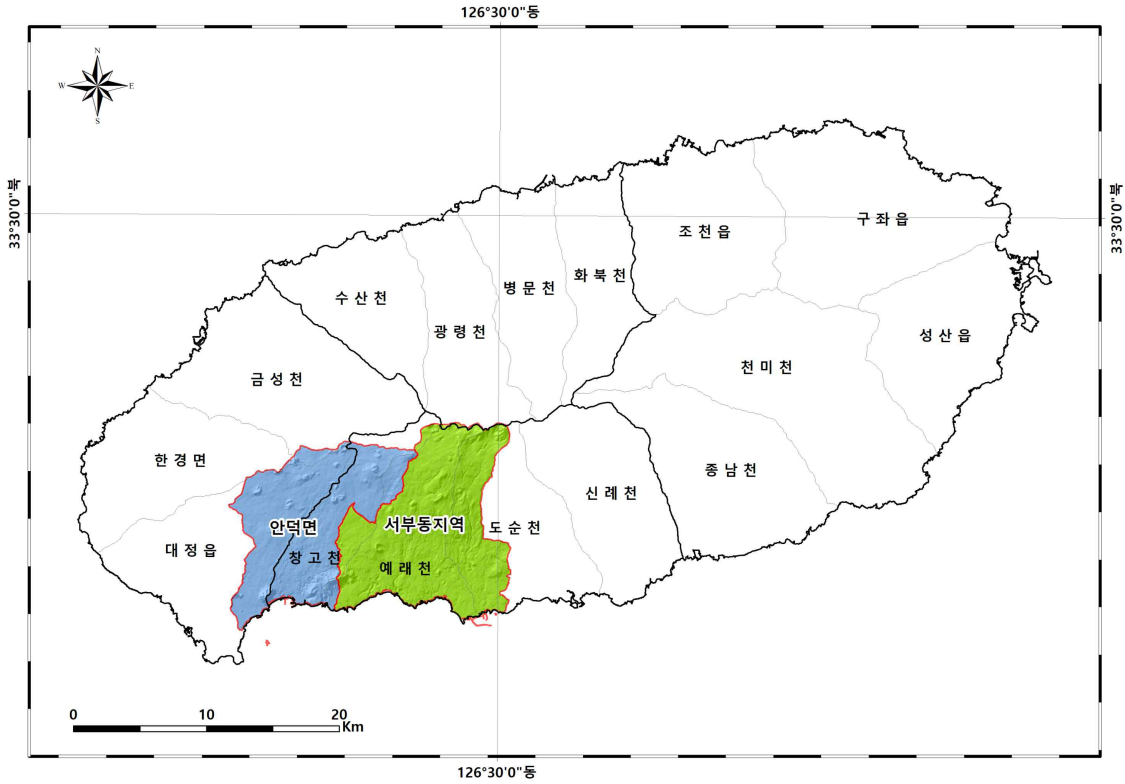 126°30'0"동
N
W E
S
33°30'0"북
33°30'0"북
구좌읍
조천읍
화북천
병문천
수산천
광령천
성산읍
천미천
금성천
한경면
종남천
신례천
안덕면
서부동지역
도순천
대정읍
창고천
예래천
0 10 20
Km
126°30'0"동